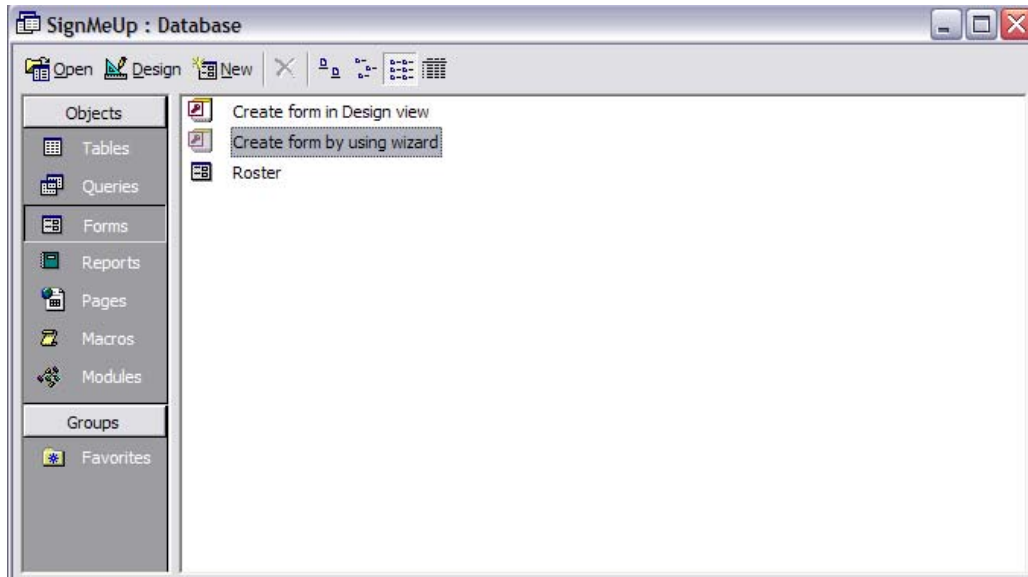 SignMeUp : Database
Open Design New
Objects
Tables
Queries
Forms
Reports
Pages
Macros
Modules
Groups
Favorites
Create form in Design view
Create form by using wizard
Roster